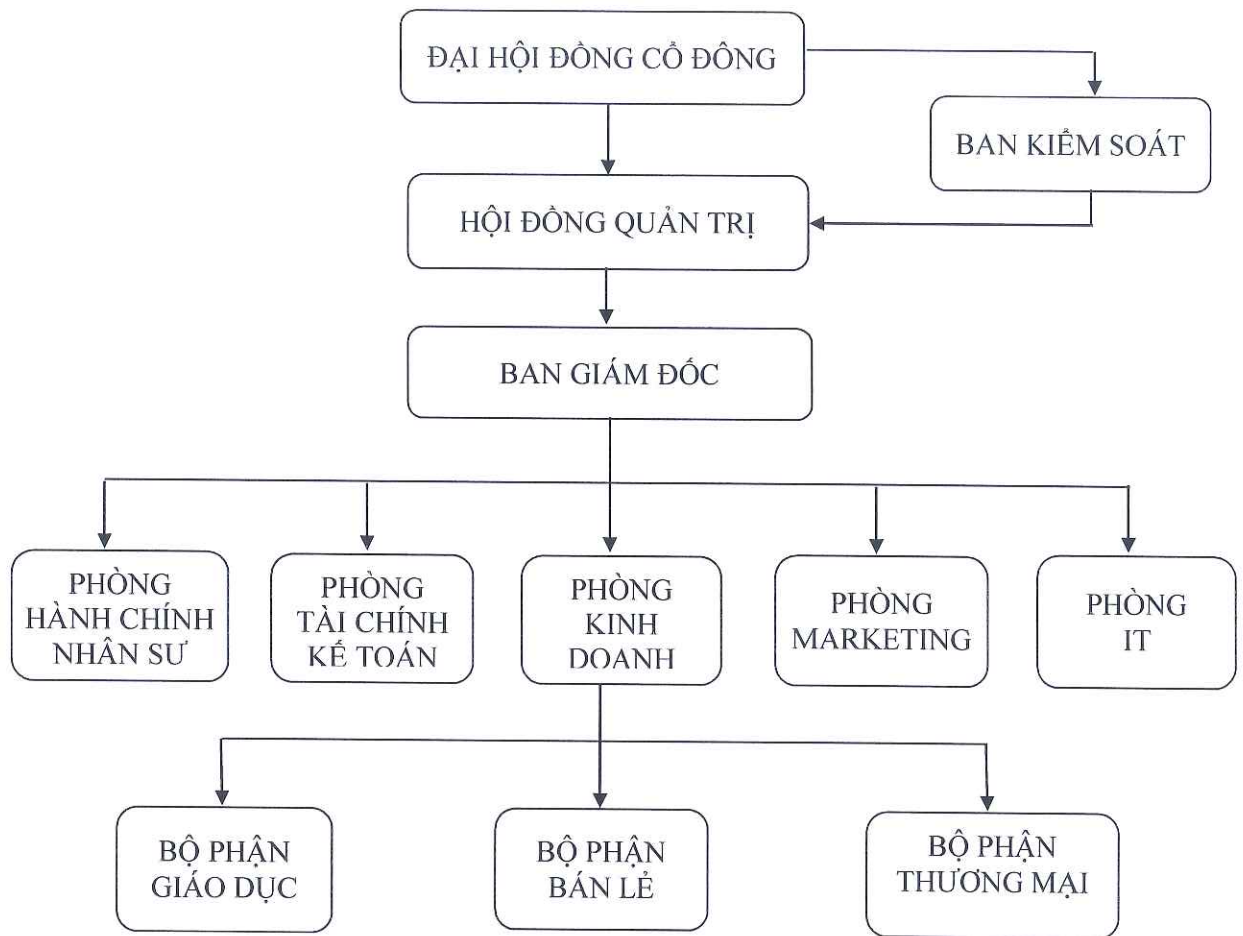 ĐẠI HỘI ĐỒNG CỔ ĐÔNG
BAN KIỂM SOÁT
HỘI ĐỒNG QUẢN TRỊ
BAN GIÁM ĐỐC
PHÒNG
HÀNH CHÍNH
NHÂN SƯ
PHÒNG
TÀI CHÍNH
KẾ TOÁN
PHÒNG
KINH
DOANH
PHÒNG
MARKETING
PHÒNG
IT
BỘ PHẬN
GIÁO DỤC
BỘ PHẬN
BÁN LẺ
BỘ PHẬN
THƯƠNG MẠI